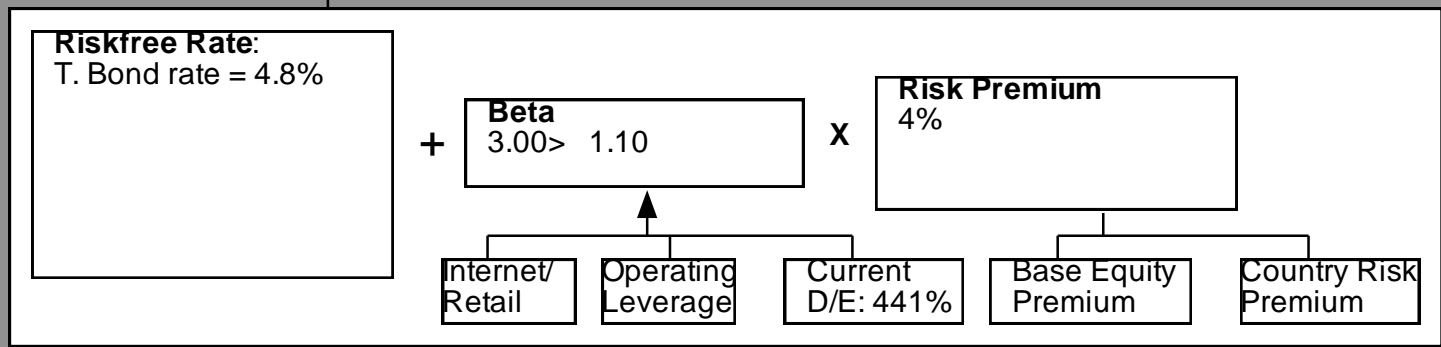 Riskfree Rate:
T. Bond rate = 4.8%
+
Beta
3.00> 1.10
X
Risk Premium
4%
Internet/
Retail
Operating
Leverage
Current
D/E: 441%
Base Equity
Premium
Country Risk
Premium